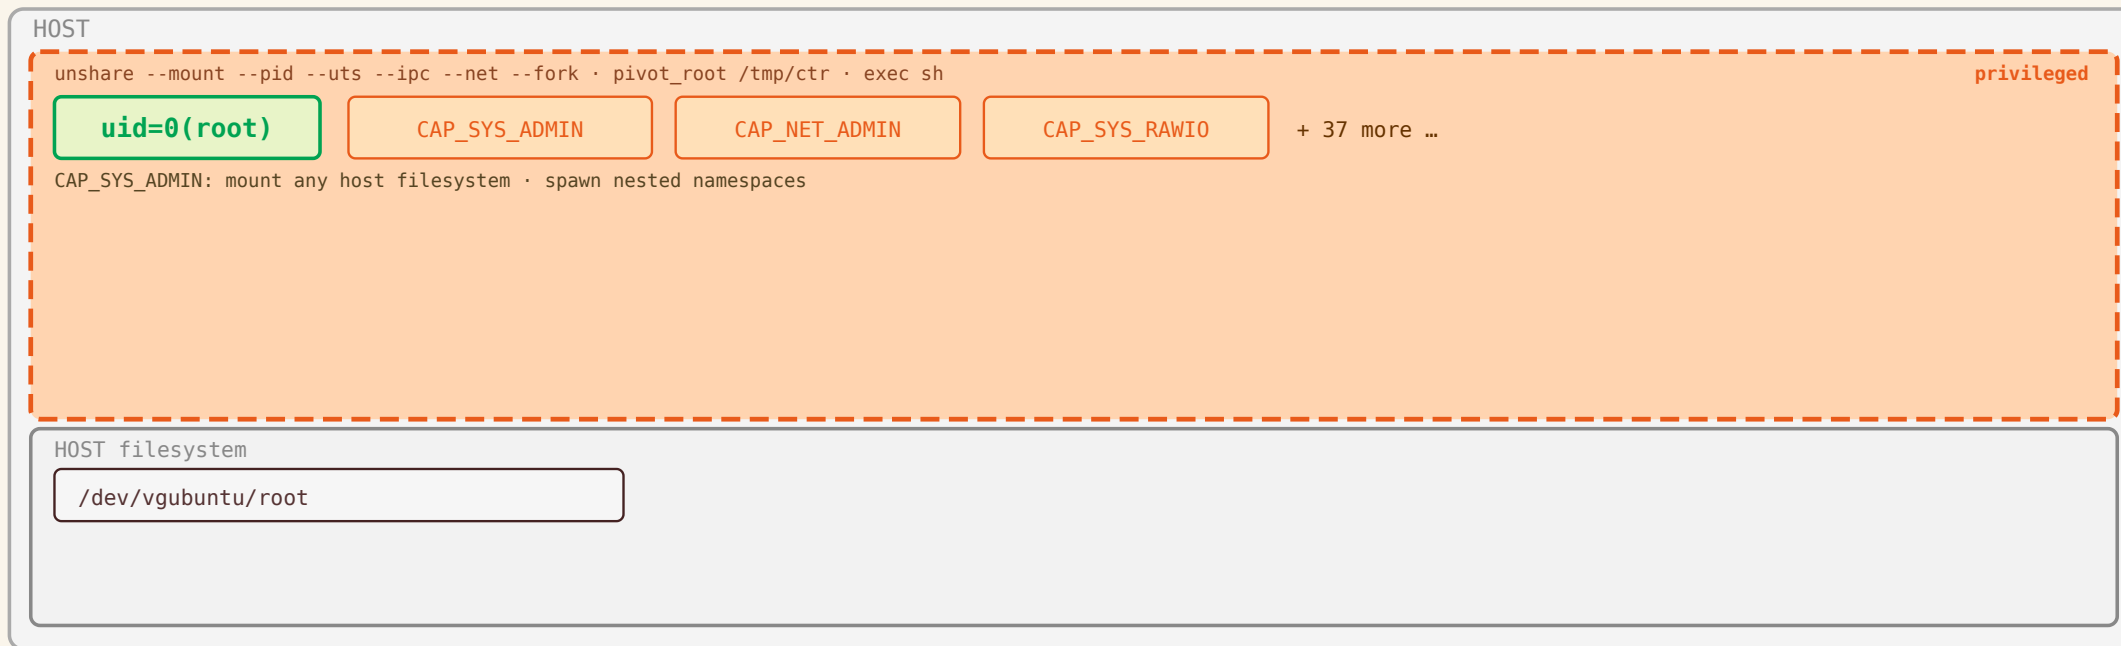 HOST
unshare --mount --pid --uts --ipc --net --fork · pivot_root /tmp/ctr · exec sh
privileged
uid=0(root)
CAP_SYS_ADMIN
CAP_NET_ADMIN
CAP_SYS_RAWIO
+ 37 more …
CAP_SYS_ADMIN: mount any host filesystem · spawn nested namespaces
HOST filesystem
/dev/vgubuntu/root